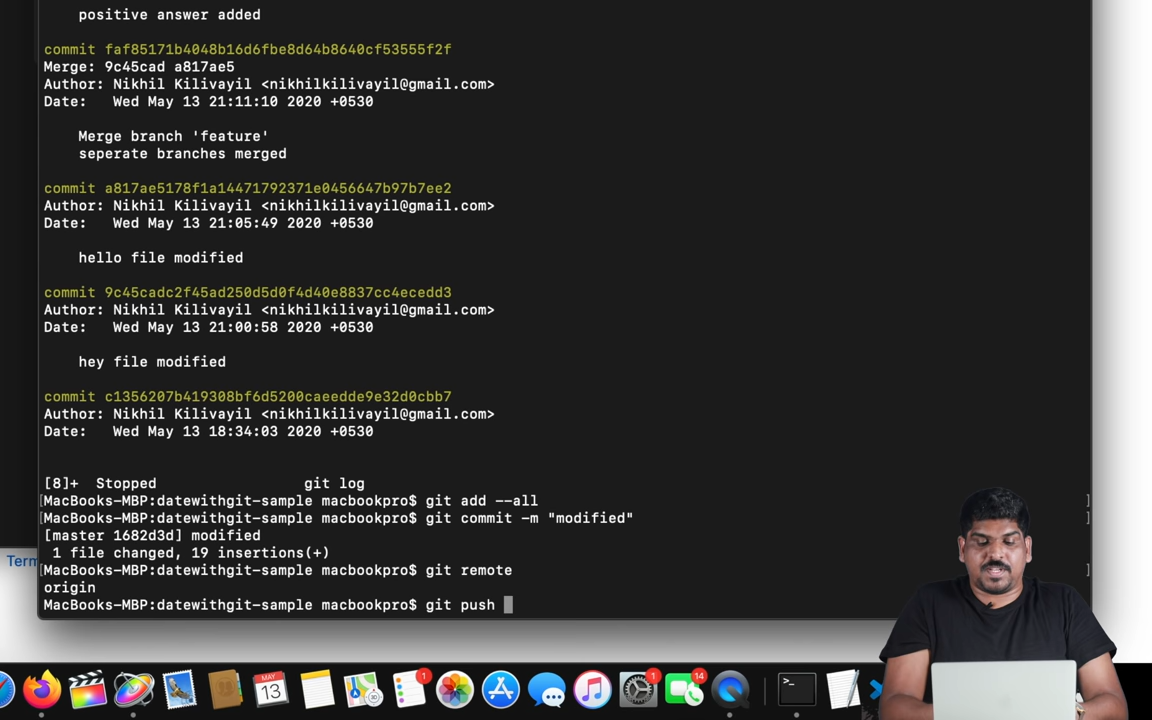 positive answer added
commit faf85171b4048b16d6fbe8d64b8640cf53555f2f
Merge: 9c45cad a817ae5
Author: Nikhil Kilivayil <nikhilkilivayil@gmail.com>
Date:   Wed May 13 21:11:10 2020 +0530
Merge branch 'feature'
seperate branches merged
commit a817ae5178f1a14471792371e0456647b97b7ee2
Author: Nikhil Kilivayil <nikhilkilivayil@gmail.com>
Date:   Wed May 13 21:05:49 2020 +0530
hello file modified
commit 9c45cadc2f45ad250d5d0f4d40e8837cc4ecedd3
Author: Nikhil Kilivayil <nikhilkilivayil@gmail.com>
Date:   Wed May 13 21:00:58 2020 +0530
hey file modified
commit c1356207b419308bf6d5200caeedde9e32d0cbb7
Author: Nikhil Kilivayil <nikhilkilivayil@gmail.com>
Date:   Wed May 13 18:34:03 2020 +0530
[8]+  Stopped                 git log
[MacBooks-MBP:datewithgit-sample macbookpro$ git add --all ]
[MacBooks-MBP:datewithgit-sample macbookpro$ git commit -m "modified" ]
[master 1682d3d] modified
1 file changed, 19 insertions(+)
[MacBooks-MBP:datewithgit-sample macbookpro$ git remote ]
origin
MacBooks-MBP:datewithgit-sample macbookpro$ git push
Term
MAY
13
1
1
14
>_